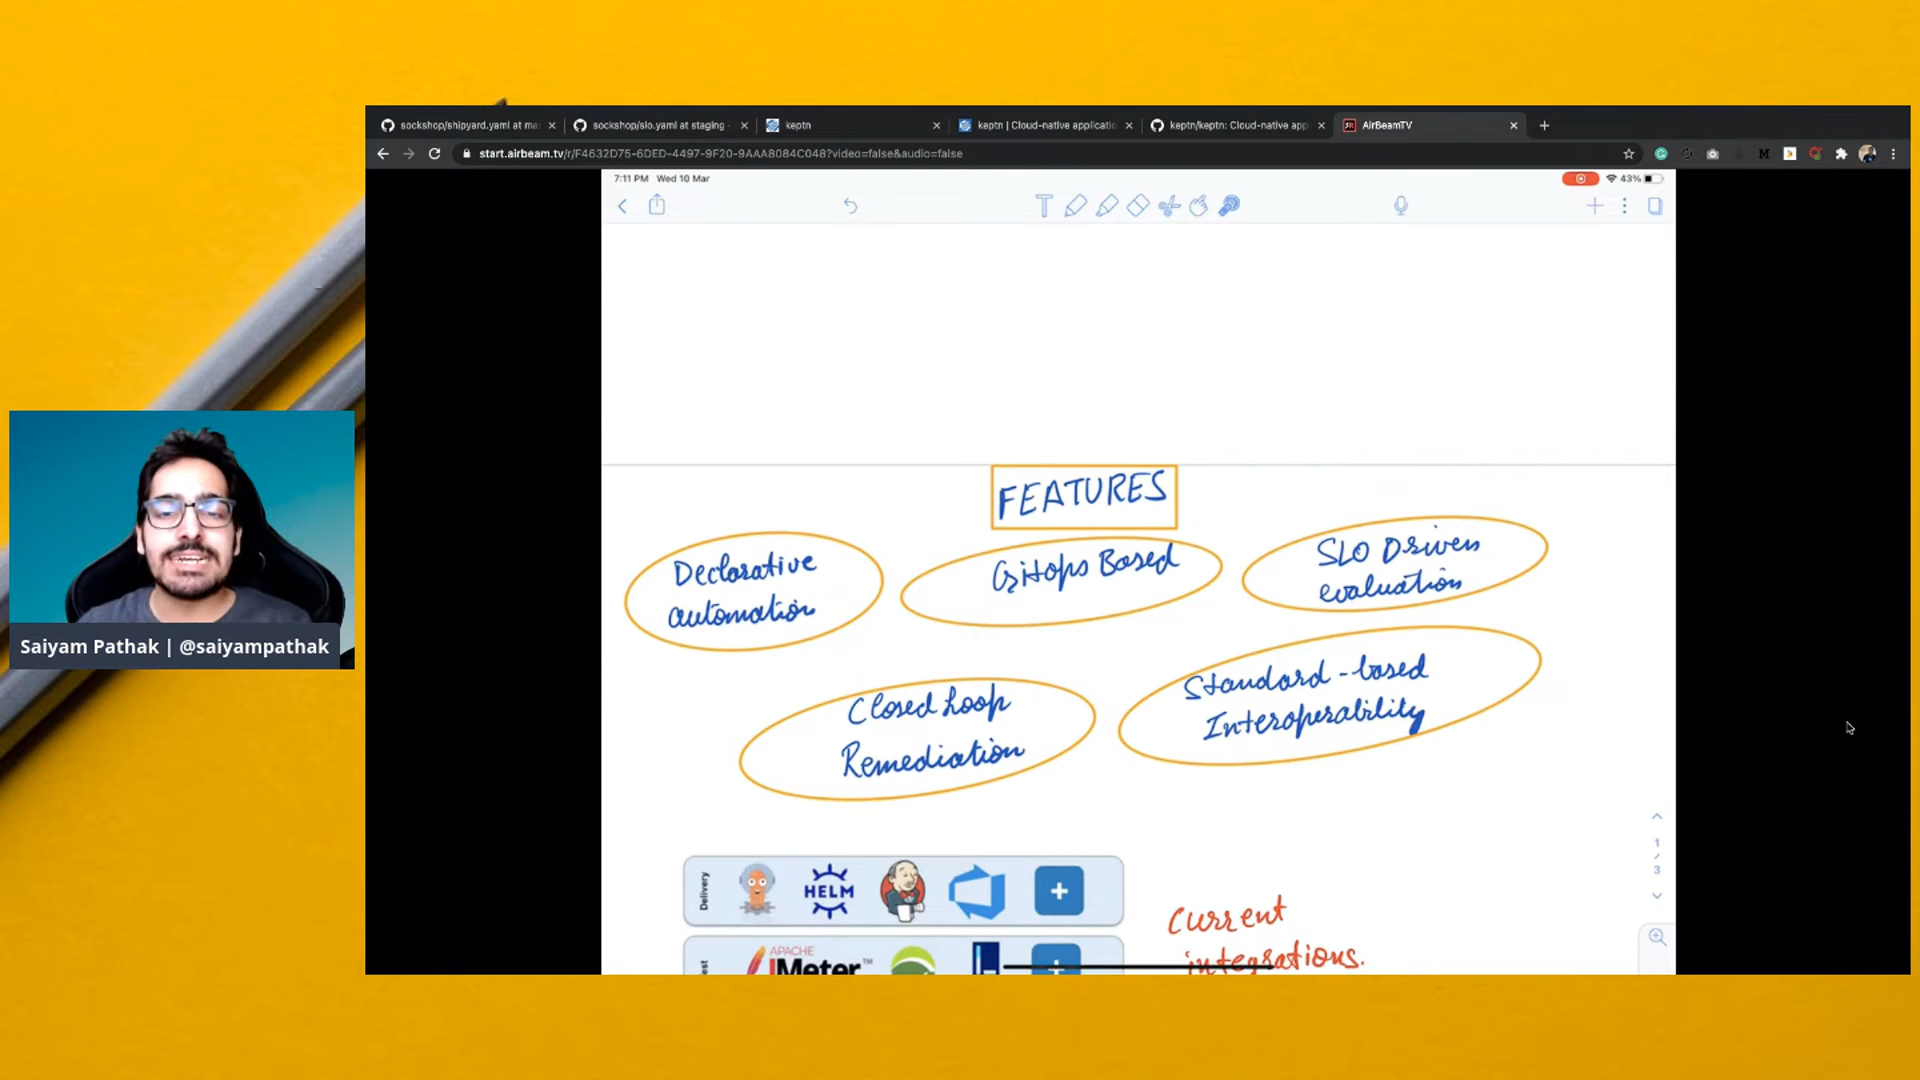 sockshop/shipyard.yaml at ma
sockshop/slo.yaml at staging
keptn
keptn | Cloud-native applicatio
keptn/keptn: Cloud-native app
AirBeamTV
start.airbeam.tv/r/F4632D75-6DED-4497-9F20-9AAA8084C048?video=false&audio=false
7:11 PM Wed 10 Mar
43%
FEATURES
Declarative
automation
Gitops Based
SLO Driven
evaluation
Closed Loop
Remediation
Standard-based
Interoperability
Saiyam Pathak | @saiyampathak
1
/
3
Delivery
HELM
Current
integrations.
APACHE
JMeter™